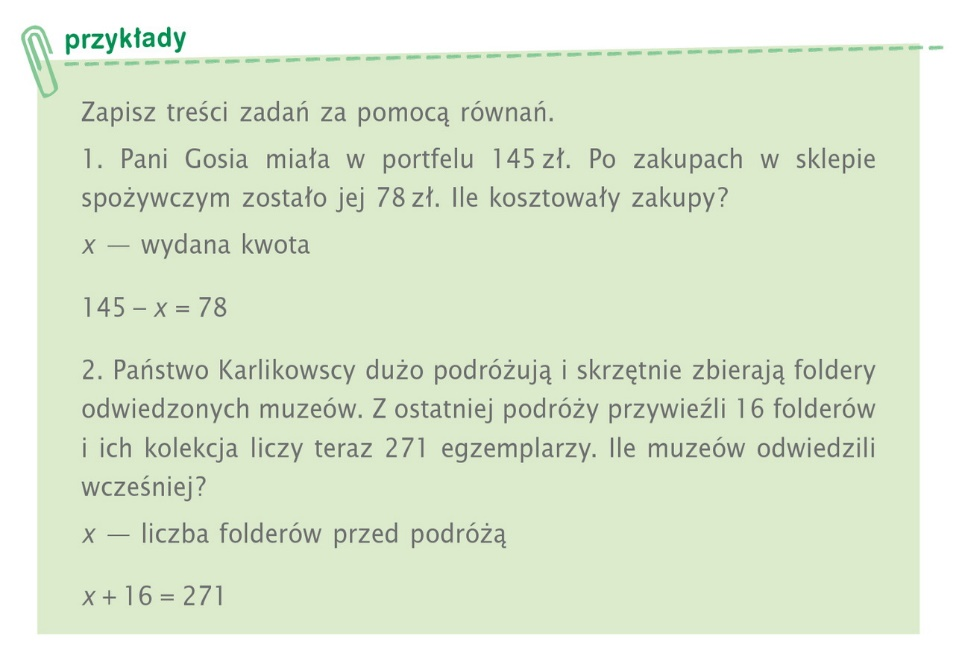 przykłady
Zapisz treści zadań za pomocą równań.
1. Pani Gosia miała w portfelu 145 zł. Po zakupach w sklepie
spożywczym zostało jej 78 zł. Ile kosztowały zakupy?
x — wydana kwota
145 – x = 78
2. Państwo Karlikowscy dużo podróżują i skrzętnie zbierają foldery
odwiedzonych muzeów. Z ostatniej podróży przywieźli 16 folderów
i ich kolekcja liczy teraz 271 egzemplarzy. Ile muzeów odwiedzili
wcześniej?
x — liczba folderów przed podróżą
x + 16 = 271